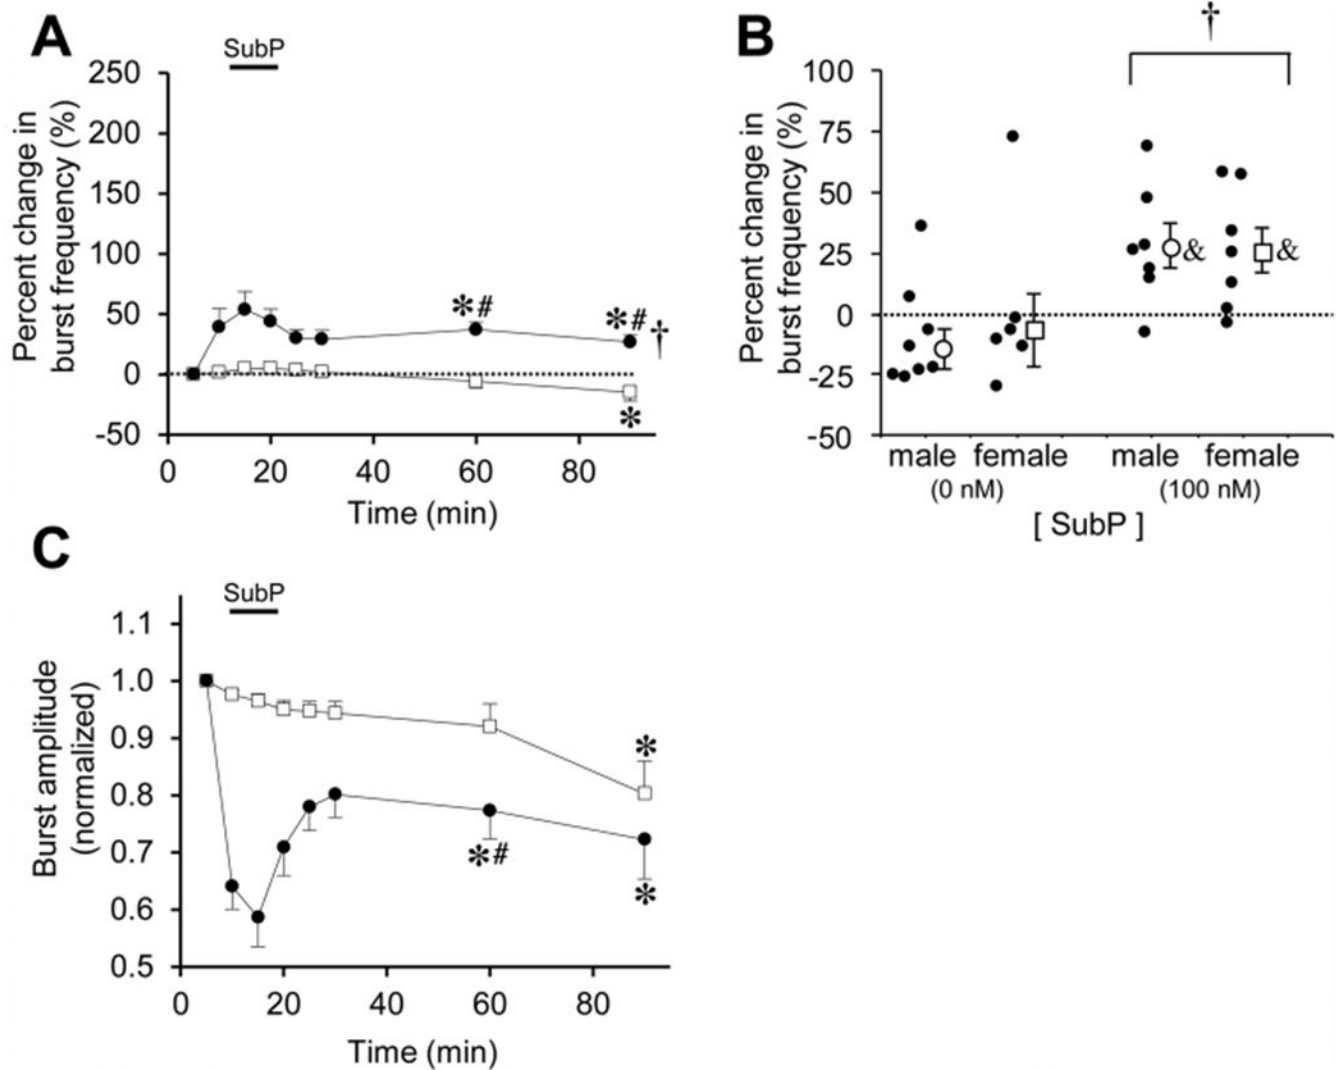 A
SubP
250
200
150
100
50
0
-50
Percent change in
burst frequency (%)
*#
*#
†
*
0
20
40
60
80
Time (min)
B
†
100
75
50
25
0
-25
-50
Percent change in
burst frequency (%)
&
&
male female male female
(0 nM) (100 nM)
[ SubP ]
C
SubP
1.1
1.0
0.9
0.8
0.7
0.6
0.5
Burst amplitude
(normalized)
*
*#
*
0
20
40
60
80
Time (min)